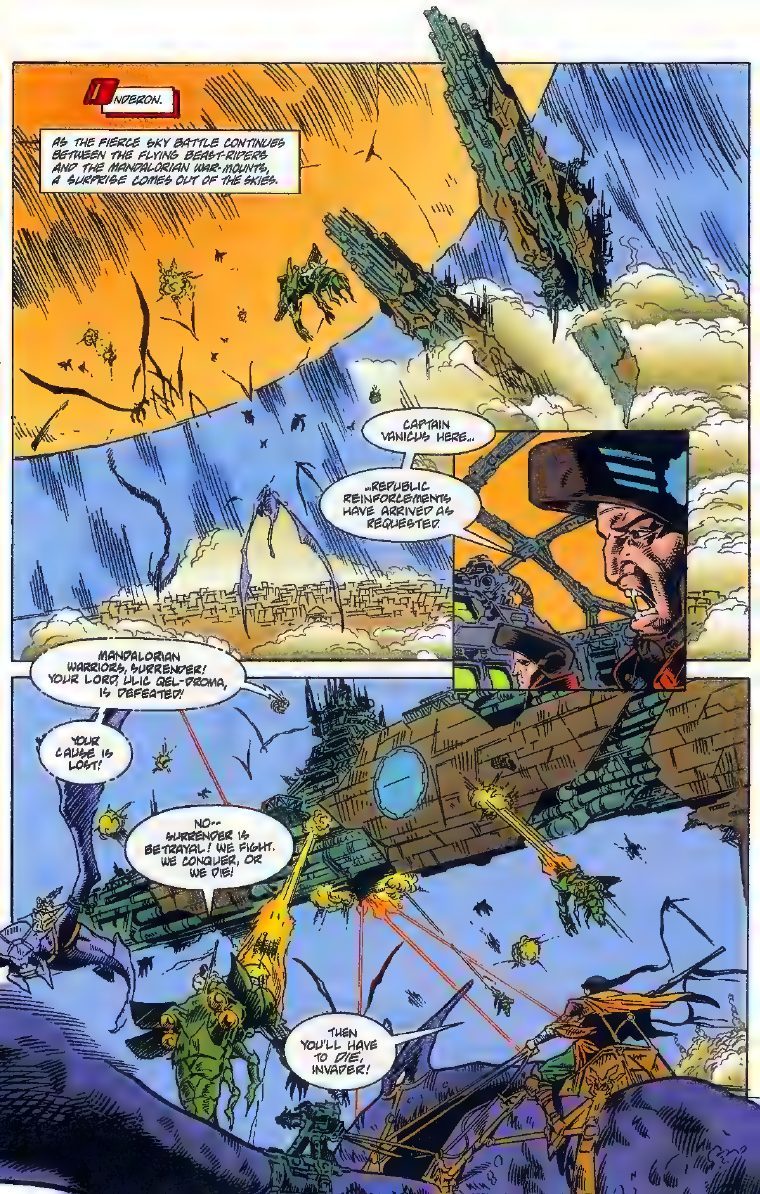 ONDERON.
AS THE FIERCE SKY BATTLE CONTINUES
BETWEEN THE FLYING BEAST-RIDERS
AND THE MANDALORIAN WAR-MOUNTS,
A SURPRISE COMES OUT OF THE SKIES.
CAPTAIN
VANICUS HERE...
...REPUBLIC
REINFORCEMENTS
HAVE ARRIVED AS
REQUESTED.
MANDALORIAN
WARRIORS, SURRENDER!
YOUR LORD, ULIC QEL-DROMA,
IS DEFEATED!
YOUR
CAUSE IS
LOST!
NO--
SURRENDER IS
BETRAYAL! WE FIGHT.
WE CONQUER, OR
WE DIE!
THEN
YOU'LL HAVE
TO DIE,
INVADER!